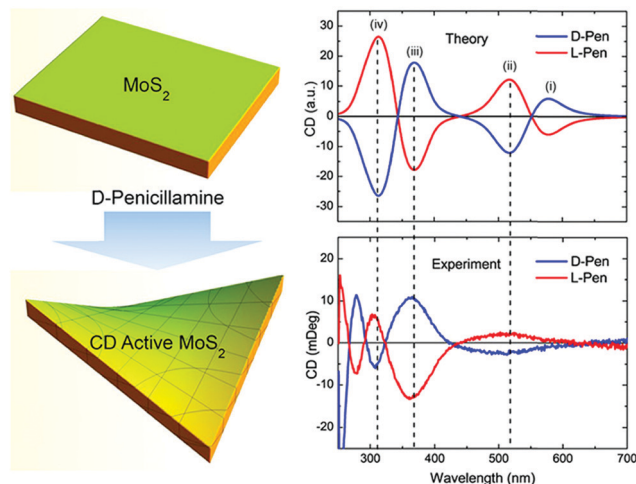 MoS2
D-Penicillamine
CD Active MoS2
Theory
D-Pen
L-Pen
(iv)
(iii)
(ii)
(i)
CD (a.u.)
30
20
10
0
-10
-20
-30
Experiment
D-Pen
L-Pen
CD (mDeg)
20
10
0
-10
-20
300 400 500 600 700
Wavelength (nm)